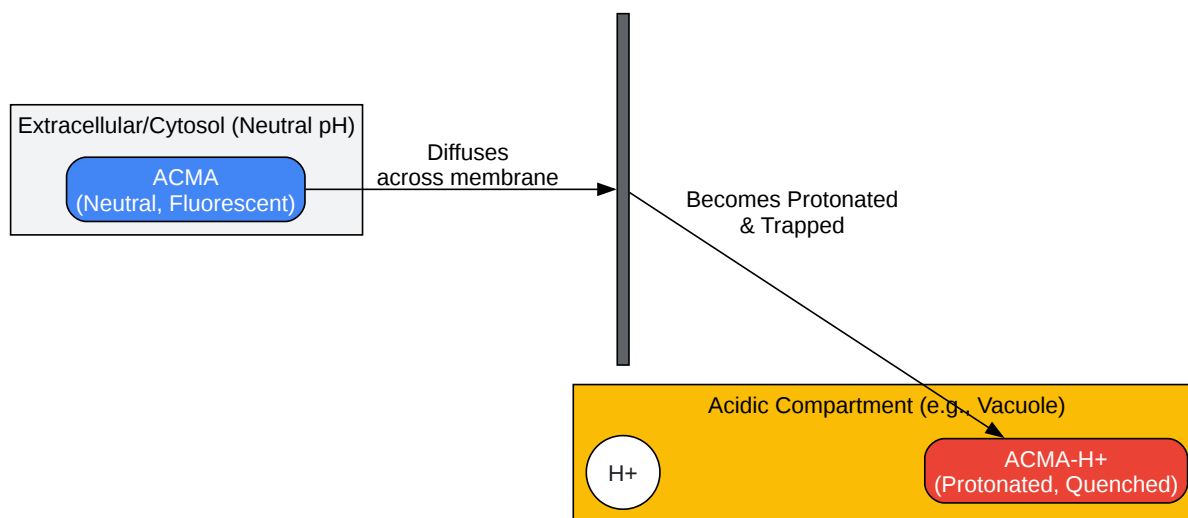 Extracellular/Cytosol (Neutral pH)
ACMA
(Neutral, Fluorescent)
Diffuses
across membrane
Becomes Protonated
& Trapped
Acidic Compartment (e.g., Vacuole)
H+
ACMA-H+
(Protonated, Quenched)